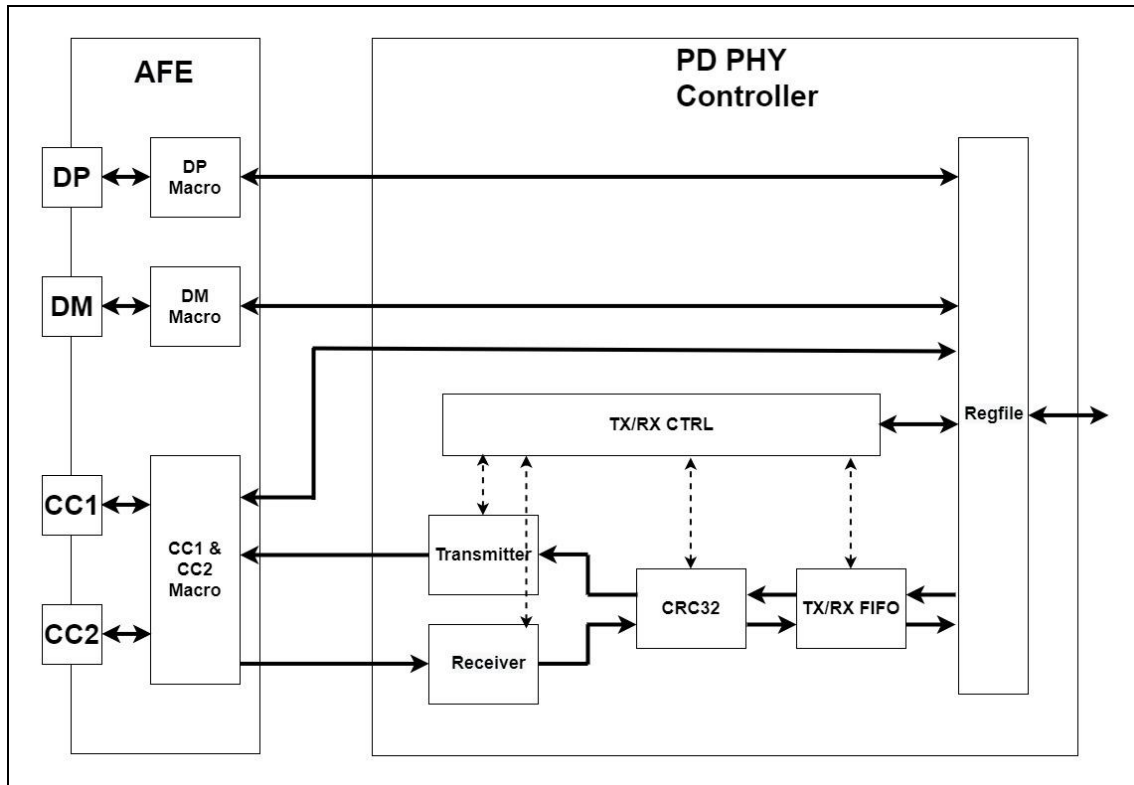 AFE
PD PHY
Controller
DP
DP
Macro
DM
DM
Macro
TX/RX CTRL
Regfile
CC1
CC1 &
CC2
Macro
Transmitter
CRC32
TX/RX FIFO
CC2
Receiver